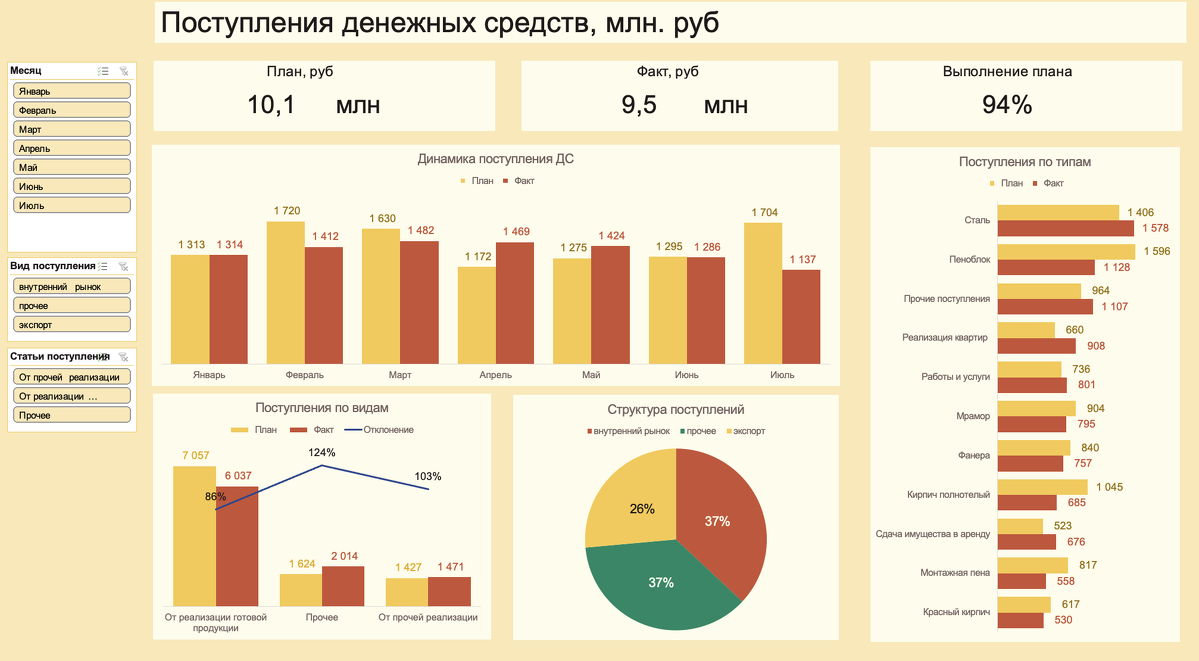 Поступления денежных средств, млн. руб
Месяц
Январь
Февраль
Март
Апрель
Май
Июнь
Июль
Вид поступления
внутренний рынок
прочее
экспорт
Статьи поступления
От прочей реализации
От реализации ...
Прочее
План, руб
10,1 млн
Факт, руб
9,5 млн
Выполнение плана
94%
Динамика поступления ДС
План Факт
1 313 1 314 1 720 1 412 1 630 1 482 1 172 1 469 1 275 1 424 1 295 1 286 1 704 1 137
Январь Февраль Март Апрель Май Июнь Июль
Поступления по видам
План Факт Отклонение
7 057 6 037 1 624 2 014 1 427 1 471
86% 124% 103%
От реализации готовой
продукции
Прочее
От прочей реализации
Структура поступлений
внутренний рынок прочее экспорт
26% 37%
37%
Поступления по типам
План Факт
Сталь 1 406
1 578
Пеноблок 1 596
1 128
Прочие поступления 964
1 107
Реализация квартир 660
908
Работы и услуги 736
801
Мрамор 904
795
Фанера 840
757
Кирпич полнотелый 1 045
685
Сдача имущества в аренду 523
676
Монтажная пена 817
558
Красный кирпич 617
530